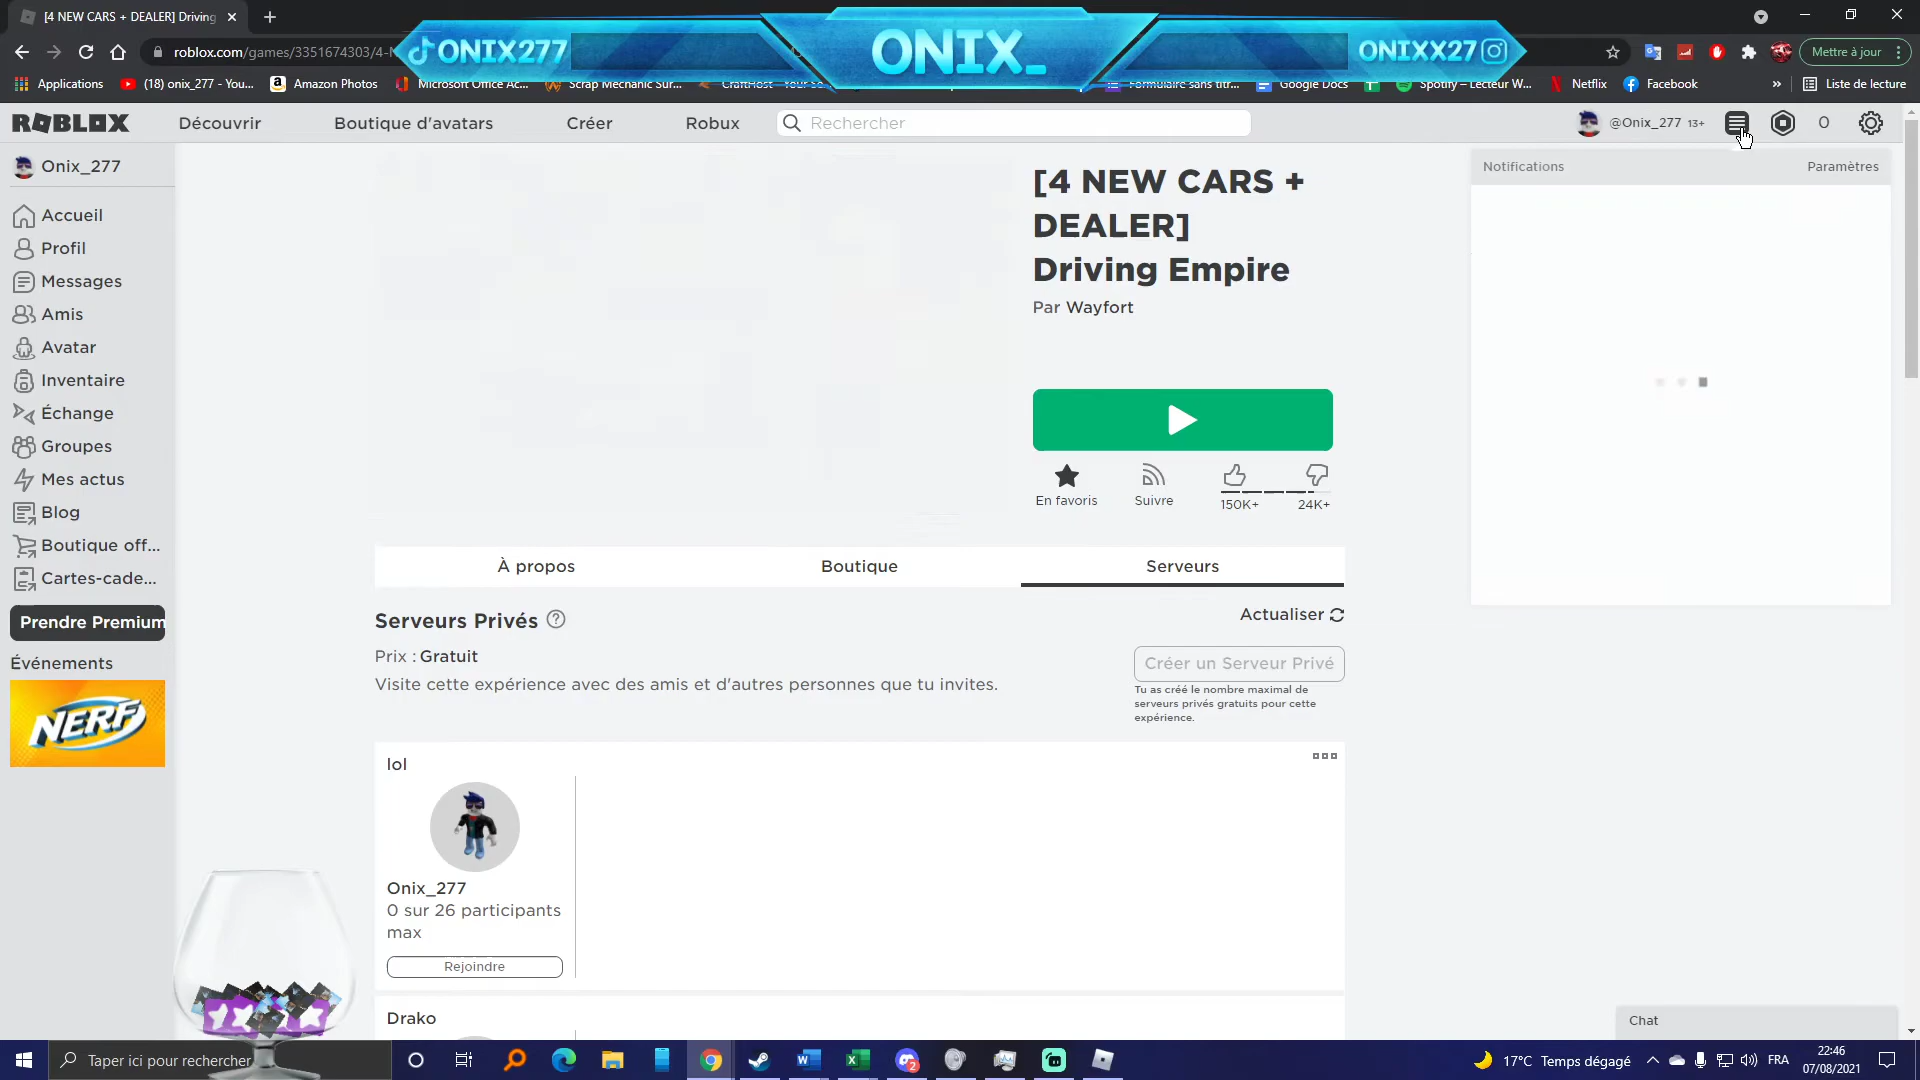 [4 NEW CARS + DEALER] Driving
roblox.com/games/3351674303/4-
ONIX277
ONIX_
ONIXX27
Mettre à jour
Applications
(18) onix_277 - You...
Amazon Photos
Microsoft Office Ac...
Scrap Mechanic Sur...
Formulaire sans titr...
Google Docs
Spotify – Lecteur W...
Netflix
Facebook
»
Liste de lecture
ROBLOX
Découvrir
Boutique d'avatars
Créer
Robux
Rechercher
@Onix_277 13+
0
Onix_277
Accueil
Profil
Messages
Amis
Avatar
Inventaire
Échange
Groupes
Mes actus
Blog
Boutique off...
Cartes-cade...
Prendre Premium
Événements
NERF
[4 NEW CARS +
DEALER]
Driving Empire
Par Wayfort
En favoris
Suivre
150K+
24K+
Notifications
Paramètres
À propos
Boutique
Serveurs
Serveurs Privés
Actualiser
Prix : Gratuit
Visite cette expérience avec des amis et d'autres personnes que tu invites.
Créer un Serveur Privé
Tu as créé le nombre maximal de
serveurs privés gratuits pour cette
expérience.
lol
Onix_277
0 sur 26 participants
max
Rejoindre
Drako
Chat
Taper ici pour rechercher
2
17°C Temps dégagé
FRA
22:46
07/08/2021